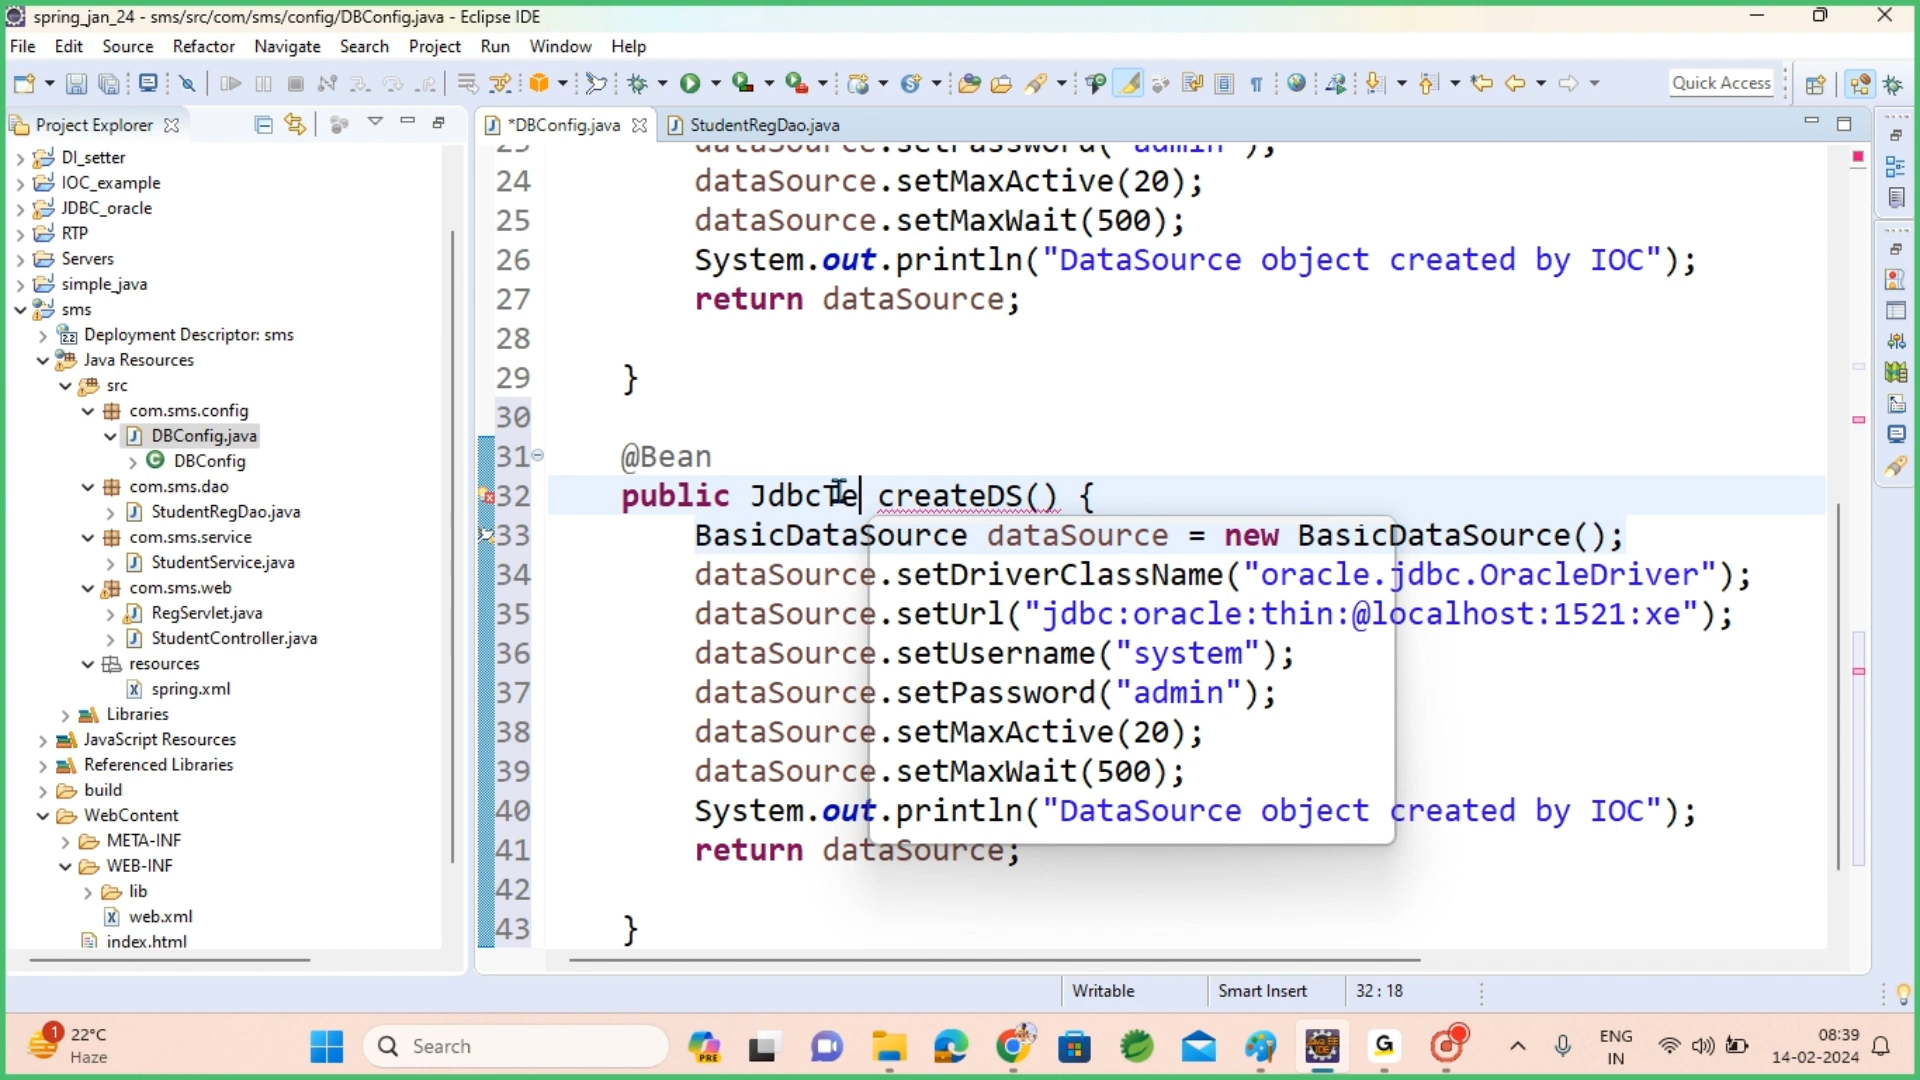 spring_jan_24 - sms/src/com/sms/config/DBConfig.java - Eclipse IDE
File Edit Source Refactor Navigate Search Project Run Window Help
Quick Access
Project Explorer
*DBConfig.java
StudentRegDao.java
DI_setter
IOC_example
JDBC_oracle
RTP
Servers
simple_java
sms
Deployment Descriptor: sms
2.2
Java Resources
src
com.sms.config
DBConfig.java
DBConfig
com.sms.dao
StudentRegDao.java
com.sms.service
StudentService.java
com.sms.web
RegServlet.java
StudentController.java
resources
spring.xml
Libraries
JavaScript Resources
Referenced Libraries
build
WebContent
META-INF
WEB-INF
lib
web.xml
index.html
dataSource.setPassword("admin");
24 dataSource.setMaxActive(20);
25 dataSource.setMaxWait(500);
26 System.out.println("DataSource object created by IOC");
27 return dataSource;
28
29 }
30
31 @Bean
32 public JdbcTe createDS() {
33 BasicDataSource dataSource = new BasicDataSource();
34 dataSource.setDriverClassName("oracle.jdbc.OracleDriver");
35 dataSource.setUrl("jdbc:oracle:thin:@localhost:1521:xe");
36 dataSource.setUsername("system");
37 dataSource.setPassword("admin");
38 dataSource.setMaxActive(20);
39 dataSource.setMaxWait(500);
40 System.out.println("DataSource object created by IOC");
41 return dataSource;
42
43 }
Writable Smart Insert 32 : 18
1
22°C
Haze
Search
PRE
ENG
IN
08:39
14-02-2024